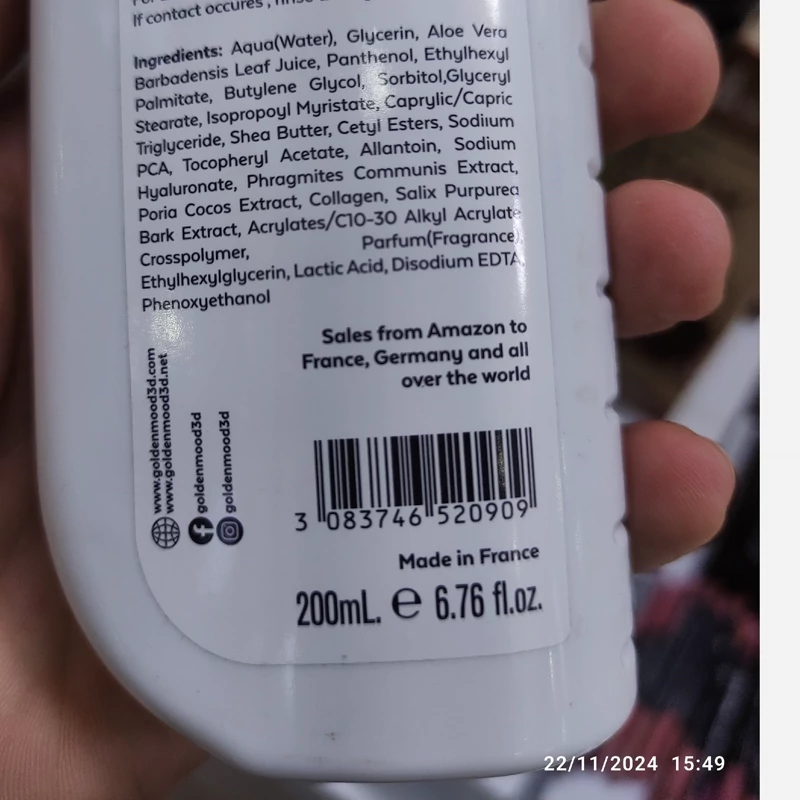 If contact occures , rinse
Ingredients: Aqua(Water), Glycerin, Aloe Vera
Barbadensis Leaf Juice, Panthenol, Ethylhexyl
Palmitate, Butylene Glycol, Sorbitol,Glyceryl
Stearate, Isopropoyl Myristate, Caprylic/Capric
Triglyceride, Shea Butter, Cetyl Esters, Sodium
PCA, Tocopheryl Acetate, Allantoin, Sodium
Hyaluronate, Phragmites Communis Extract,
Poria Cocos Extract, Collagen, Salix Purpurea
Bark Extract, Acrylates/C10-30 Alkyl Acrylate
Crosspolymer, Parfum(Fragrance),
Ethylhexylglycerin, Lactic Acid, Disodium EDTA,
Phenoxyethanol
Sales from Amazon to
France, Germany and all
over the world
www.goldenmood3d.com
www.goldenmood3d.net
goldenmood3d
goldenmood3d
3 083746 520909
Made in France
200mL. e 6.76 fl.oz.
22/11/2024 15:49